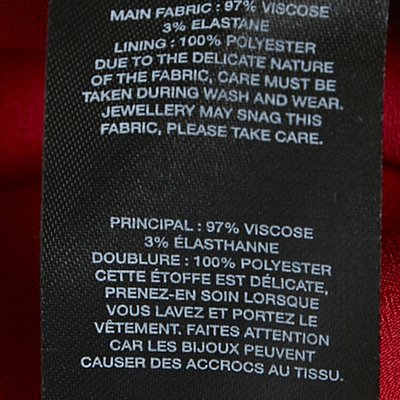 MAIN FABRIC : 97% VISCOSE
3% ELASTANE
LINING : 100% POLYESTER
DUE TO THE DELICATE NATURE
OF THE FABRIC, CARE MUST BE
TAKEN DURING WASH AND WEAR.
JEWELLERY MAY SNAG THIS
FABRIC, PLEASE TAKE CARE.
PRINCIPAL : 97% VISCOSE
3% ÉLASTHANNE
DOUBLURE : 100% POLYESTER
CETTE ÉTOFFE EST DÉLICATE,
PRENEZ-EN SOIN LORSQUE
VOUS LAVEZ ET PORTEZ LE
VÊTEMENT. FAITES ATTENTION
CAR LES BIJOUX PEUVENT
CAUSER DES ACCROCS AU TISSU.